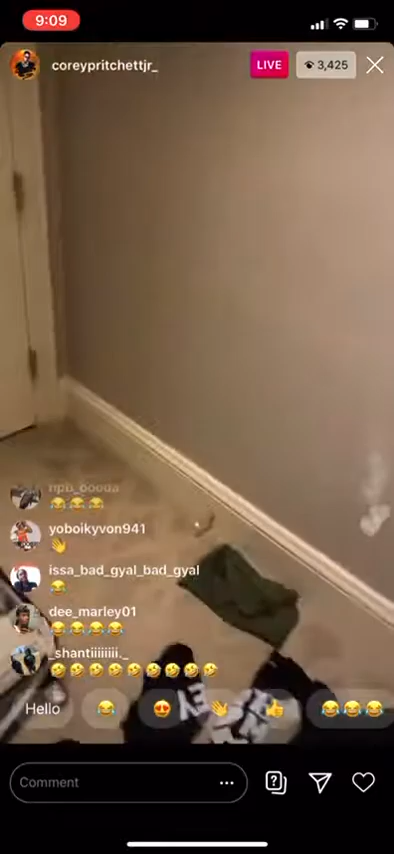 9:09
coreypritchettjr_
LIVE
3,425
yoboikyvon941
👋
issa_bad_gyal_bad_gyal
😂
dee_marley01
😂😂😂😂
_shantiiiiiiii._
🤣🤣🤣🤣🤣🤣🤣🤣🤣
Hello 😂 😍 👋 👍 😂😂😂
Comment